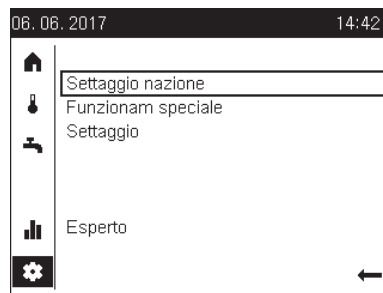 06. 06. 2017 14:42
Settaggio nazione
Funzionam speciale
Settaggio
Esperto